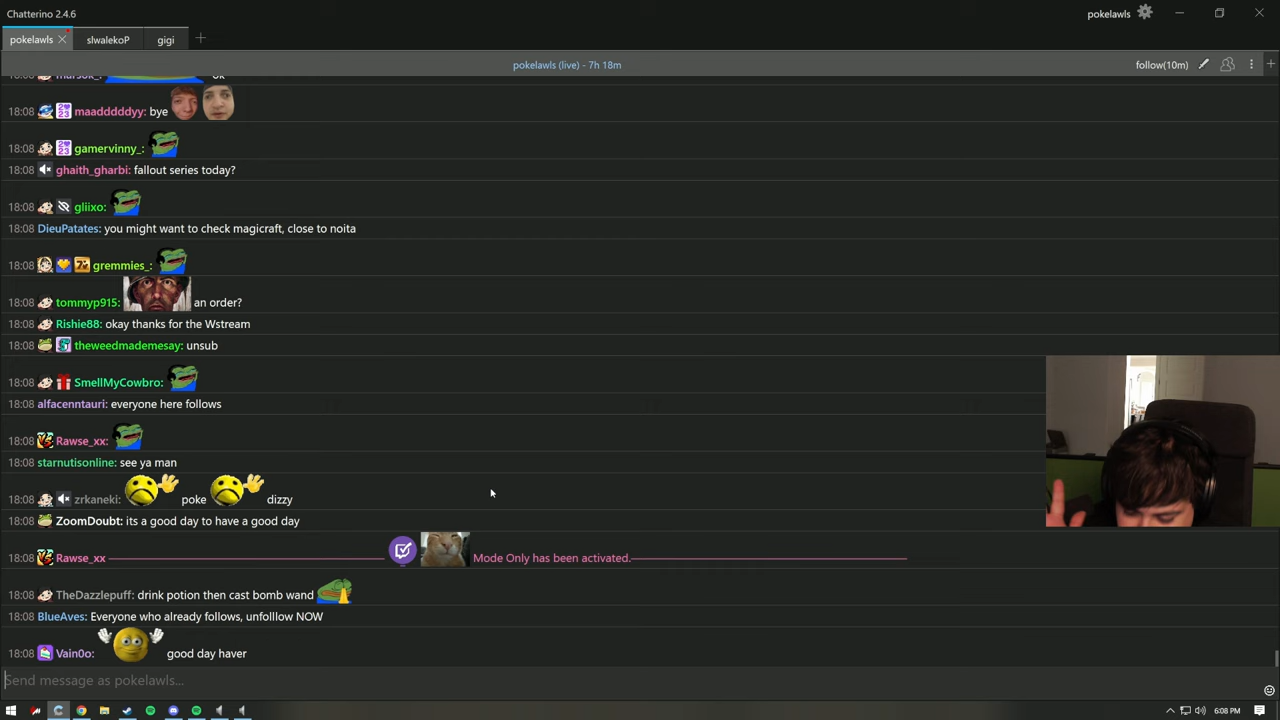 Chatterino 2.4.6
pokelawls
pokelawls
slwalekoP
gigi
pokelawls (live) - 7h 18m
follow(10m)
18:08 maadddddyy: bye
18:08 gamervinny_:
18:08 ghaith_gharbi: fallout series today?
18:08 gliixo:
18:08 DieuPatates: you might want to check magicraft, close to noita
18:08 gremmies_:
18:08 tommyp915: an order?
18:08 Rishie88: okay thanks for the Wstream
18:08 theweedmademesay: unsub
18:08 SmellMyCowbro:
18:08 alfacenntauri: everyone here follows
18:08 Rawse_xx:
18:08 starnutisonline: see ya man
18:08 zrkaneki: poke dizzy
18:08 ZoomDoubt: its a good day to have a good day
18:08 Rawse_xx Mode Only has been activated.
18:08 TheDazzlepuff: drink potion then cast bomb wand
18:08 BlueAves: Everyone who already follows, unfolllow NOW
18:08 Vain0o: good day haver
Send message as pokelawls...
6:08 PM